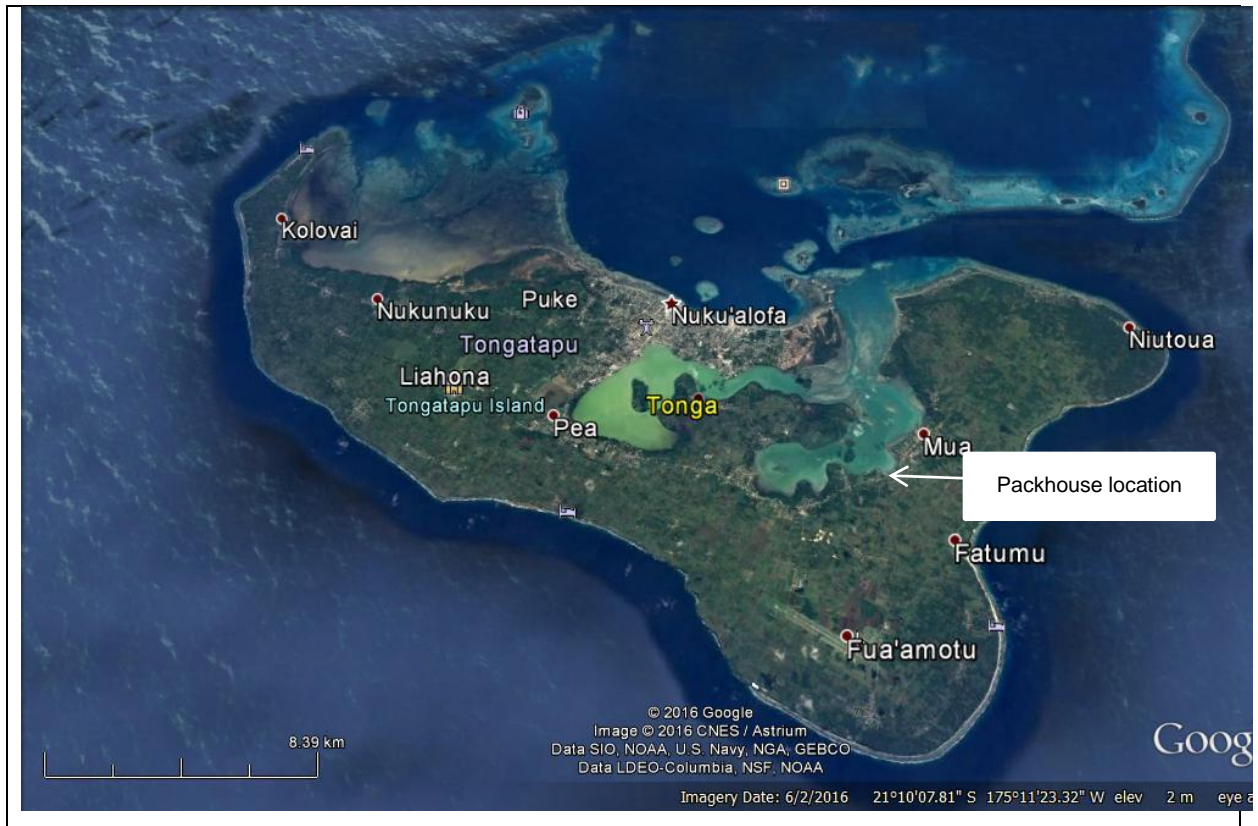 Kolovai
Nukunuku
Puke
Nuku'alofa
Niutoua
Tongatapu
Liahona
Tongatapu Island
Tonga
Pea
Mua
Packhouse location
Fatumu
Fua'amotu
© 2016 Google
Image © 2016 CNES / Astrium
Data SIO, NOAA, U.S. Navy, NGA, GEBCO
Data LDEO-Columbia, NSF, NOAA
8.39 km
Goog
Imagery Date: 6/2/2016 21°10'07.81" S 175°11'23.32" W elev 2 m eye a